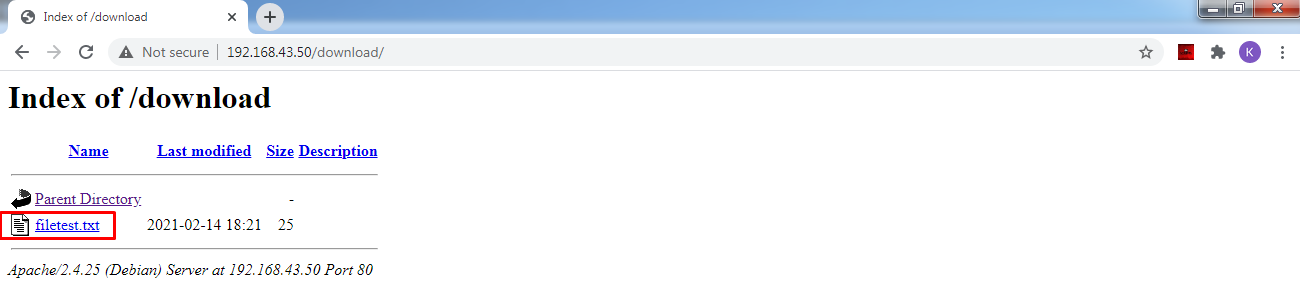 Index of /download
Not secure 192.168.43.50/download/
K
Index of /download
Name Last modified Size Description
Parent Directory -
filetest.txt 2021-02-14 18:21 25
Apache/2.4.25 (Debian) Server at 192.168.43.50 Port 80